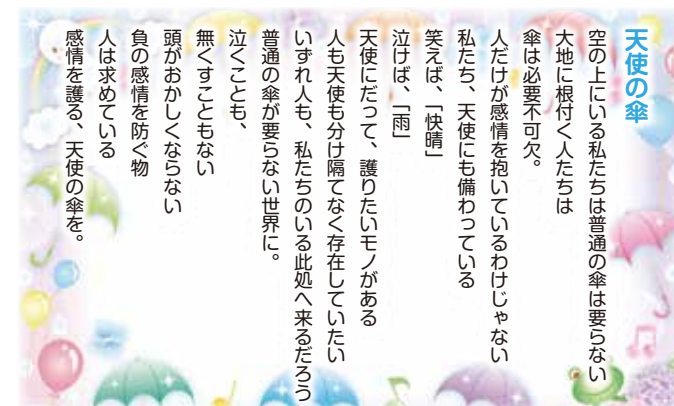 天使の傘
空の上にいる私たちは普通の傘は要らない
大地に根付く人たちは
傘は必要不可欠。
人だけが感情を抱いているわけじゃない
私たち、天使にも備わっている
笑えば、「快晴」
泣けば、「雨」
天使にだって、護りたいモノがある
人も天使も分け隔てなく存在していたい
いずれ人も、私たちのいる此処へ来るだろう
普通の傘が要らない世界に。
泣くことも、
無くすこともない
頭がおかしくならない
負の感情を防ぐ物
人は求めている
感情を護る、天使の傘を。